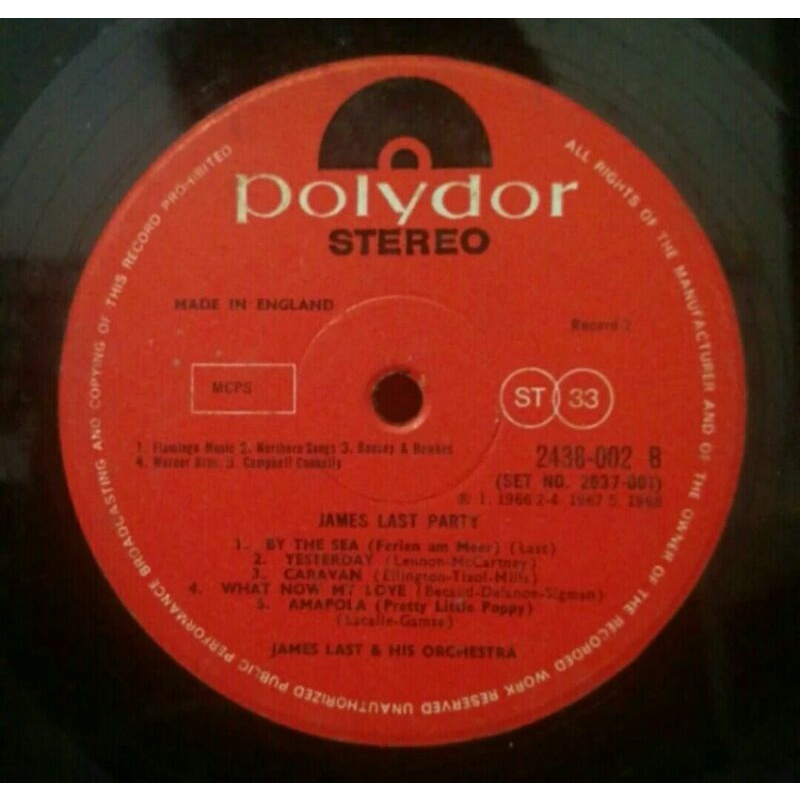 polydor
STEREO
MADE IN ENGLAND
Record 2
MCPS
ST 33
1. Flamingo Music 2. Northern Songs 3. Boosey & Hawkes
4. Warner Bros. 5. Campbell Connelly
2438-002 B
(SET NO. 2637-001)
℗ 1. 1966 2-4. 1967 5. 1968
JAMES LAST PARTY
1. BY THE SEA (Ferien am Meer) (Last)
2. YESTERDAY (Lennon-McCartney)
3. CARAVAN (Ellington-Tizol-Mills)
4. WHAT NOW MY LOVE (Becaud-Delanoe-Sigman)
5. AMAPOLA (Pretty Little Poppy)
(Lacalle-Gamse)
JAMES LAST & HIS ORCHESTRA
ALL RIGHTS OF THE MANUFACTURER AND OF THE OWNER OF THE RECORDED WORK RESERVED UNAUTHORIZED PUBLIC PERFORMANCE BROADCASTING AND COPYING OF THIS RECORD PROHIBITED